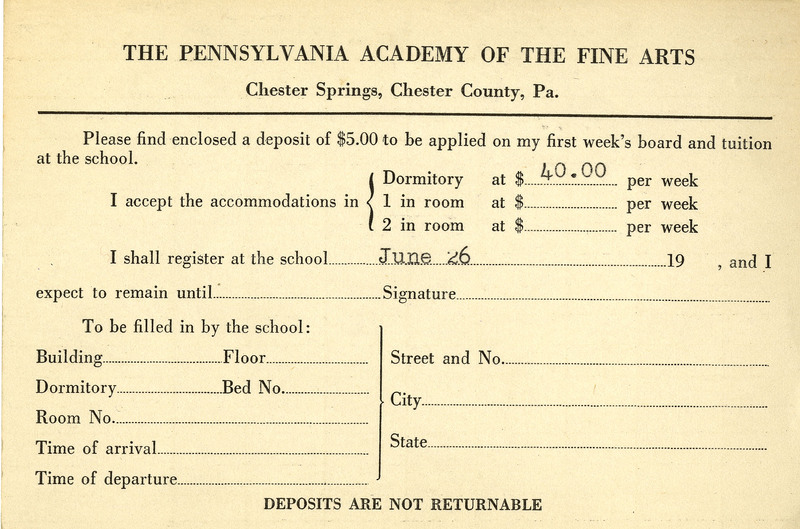 THE PENNSYLVANIA ACADEMY OF THE FINE ARTS
Chester Springs, Chester County, Pa.
Please find enclosed a deposit of $5.00 to be applied on my first week's board and tuition
at the school.
Dormitory at $ 40.00 per week
I accept the accommodations in { 1 in room at $ per week
2 in room at $ per week
I shall register at the school June 26 19 , and I
expect to remain until Signature
To be filled in by the school:
Building Floor
Dormitory Bed No.
Room No.
Time of arrival
Time of departure
Street and No.
City
State
DEPOSITS ARE NOT RETURNABLE